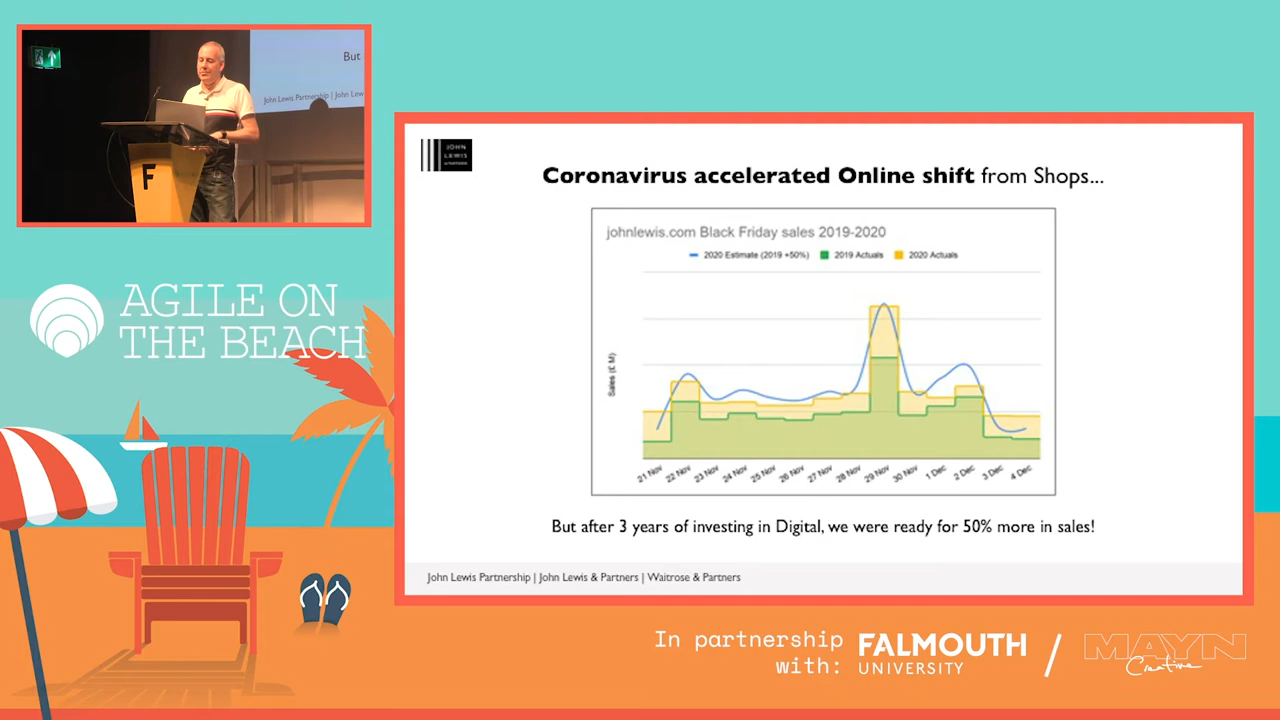 But
John Lewis Partnership | John Lew
F
AGILE ON
THE BEACH
JOHN
LEWIS
Coronavirus accelerated Online shift from Shops...
johnlewis.com Black Friday sales 2019-2020
2020 Estimate (2019 +50%) 2019 Actuals 2020 Actuals
Sales (£ M)
21 Nov 22 Nov 23 Nov 24 Nov 25 Nov 26 Nov 27 Nov 28 Nov 29 Nov 30 Nov 1 Dec 2 Dec 3 Dec 4 Dec
But after 3 years of investing in Digital, we were ready for 50% more in sales!
John Lewis Partnership | John Lewis & Partners | Waitrose & Partners
In partnership
with:
FALMOUTH
UNIVERSITY
/
MAYN
Creative